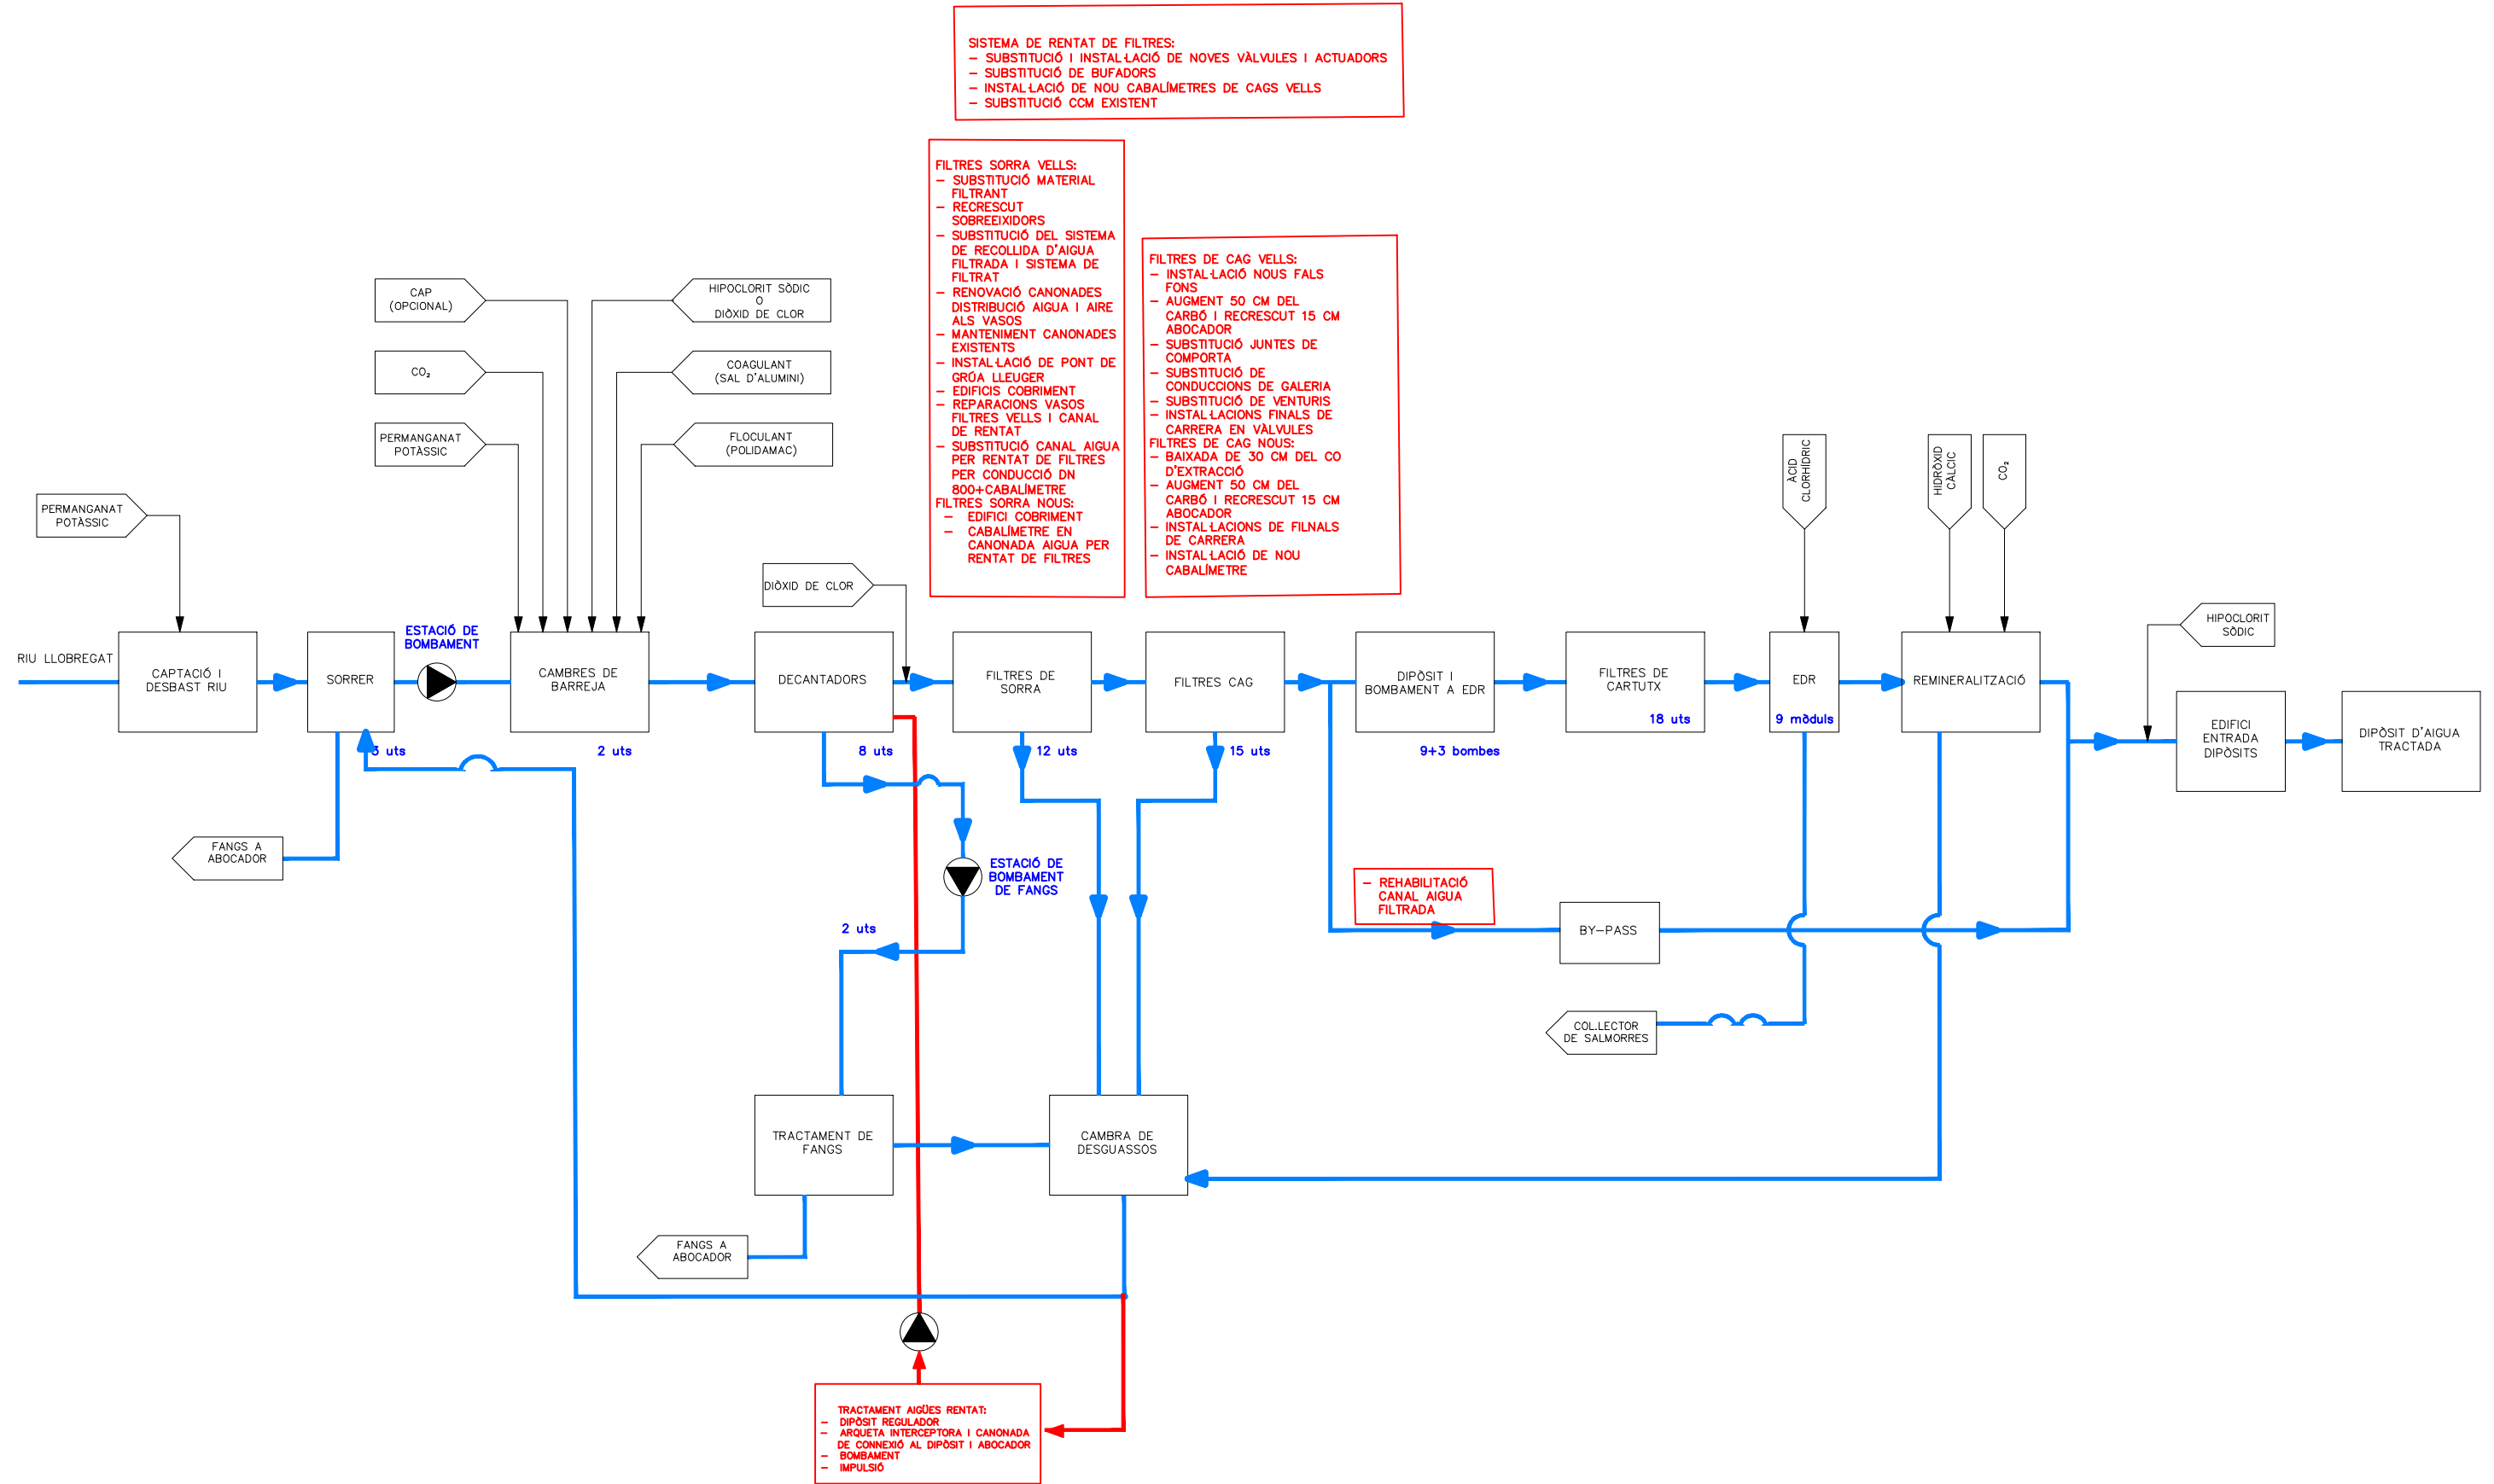 SISTEMA DE RENTAT DE FILTRES:
- SUBSTITUCIÓ I INSTAL·LACIÓ DE NOVES VÀLVULES I ACTUADORS
- SUBSTITUCIÓ DE BUFADORS
- INSTAL·LACIÓ DE NOU CABALÍMETRES DE CAGS VELLS
- SUBSTITUCIÓ CCM EXISTENT
FILTRES SORRA VELLS:
- SUBSTITUCIÓ MATERIAL
FILTRANT
- RECRESCUT
SOBREEIXIDORS
- SUBSTITUCIÓ DEL SISTEMA
DE RECOLLIDA D'AIGUA
FILTRADA I SISTEMA DE
FILTRAT
- RENOVACIÓ CANONADES
DISTRIBUCIÓ AIGUA I AIRE
ALS VASOS
- MANTENIMENT CANONADES
EXISTENTS
- INSTAL·LACIÓ DE PONT DE
GRÚA LLEUGER
- EDIFICIS COBRIMENT
- REPARACIONS VASOS
FILTRES VELLS I CANAL
DE RENTAT
- SUBSTITUCIÓ CANAL AIGUA
PER RENTAT DE FILTRES
PER CONDUCCIÓ DN
800+CABALÍMETRE
FILTRES SORRA NOUS:
- EDIFICI COBRIMENT
- CABALÍMETRE EN
CANONADA AIGUA PER
RENTAT DE FILTRES
FILTRES DE CAG VELLS:
- INSTAL·LACIÓ NOUS FALS
FONS
- AUGMENT 50 CM DEL
CARBÓ I RECRESCUT 15 CM
ABOCADOR
- SUBSTITUCIÓ JUNTES DE
COMPORTA
- SUBSTITUCIÓ DE
CONDUCCIONS DE GALERIA
- SUBSTITUCIÓ DE VENTURIS
- INSTAL·LACIONS FINALS DE
CARRERA EN VÀLVULES
FILTRES DE CAG NOUS:
- BAIXADA DE 30 CM DEL CO
D'EXTRACCIÓ
- AUGMENT 50 CM DEL
CARBÓ I RECRESCUT 15 CM
ABOCADOR
- INSTAL·LACIONS DE FILNALS
DE CARRERA
- INSTAL·LACIÓ DE NOU
CABALÍMETRE
CAP
(OPCIONAL)
HIPOCLORIT SÒDIC
O
DIÒXID DE CLOR
CO₂
COAGULANT
(SAL D'ALUMINI)
PERMANGANAT
POTÀSSIC
FLOCULANT
(POLIDAMAC)
PERMANGANAT
POTÀSSIC
DIÒXID DE CLOR
ÀCID
CLORHÍDRIC
HIDRÒXID
CÀLCIC
CO₂
HIPOCLORIT
SÒDIC
RIU LLOBREGAT
CAPTACIÓ I
DESBAST RIU
SORRER
3 uts
ESTACIÓ DE
BOMBAMENT
CAMBRES DE
BARREJA
2 uts
DECANTADORS
8 uts
FILTRES DE
SORRA
12 uts
FILTRES CAG
15 uts
DIPÒSIT I
BOMBAMENT A EDR
9+3 bombes
FILTRES DE
CARTUTX
18 uts
EDR
9 mòduls
REMINERALITZACIÓ
EDIFICI
ENTRADA
DIPÒSITS
DIPÒSIT D'AIGUA
TRACTADA
FANGS A
ABOCADOR
ESTACIÓ DE
BOMBAMENT
DE FANGS
2 uts
- REHABILITACIÓ
CANAL AIGUA
FILTRADA
BY-PASS
COL.LECTOR
DE SALMORRES
TRACTAMENT DE
FANGS
CAMBRA DE
DESGUASSOS
FANGS A
ABOCADOR
TRACTAMENT AIGÜES RENTAT:
- DIPÒSIT REGULADOR
- ARQUETA INTERCEPTORA I CANONADA
DE CONNEXIÓ AL DIPÒSIT I ABOCADOR
- BOMBAMENT
- IMPULSIÓ